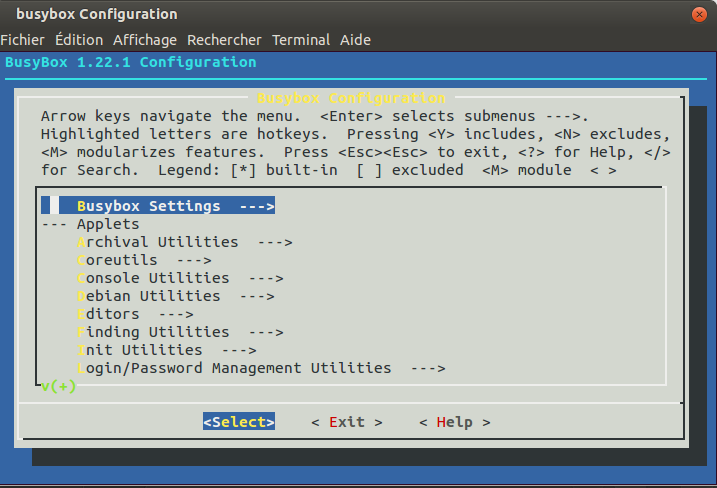 busybox Configuration
Fichier Édition Affichage Rechercher Terminal Aide
BusyBox 1.22.1 Configuration
Busybox Configuration
Arrow keys navigate the menu.  <Enter> selects submenus --->.
Highlighted letters are hotkeys.  Pressing <Y> includes, <N> excludes,
<M> modularizes features.  Press <Esc><Esc> to exit, <?> for Help, </>
for Search.  Legend: [*] built-in  [ ] excluded  <M> module  < >
Busybox Settings  --->
--- Applets
Archival Utilities  --->
Coreutils  --->
Console Utilities  --->
Debian Utilities  --->
Editors  --->
Finding Utilities  --->
Init Utilities  --->
Login/Password Management Utilities  --->
v(+)
<Select>    < Exit >    < Help >